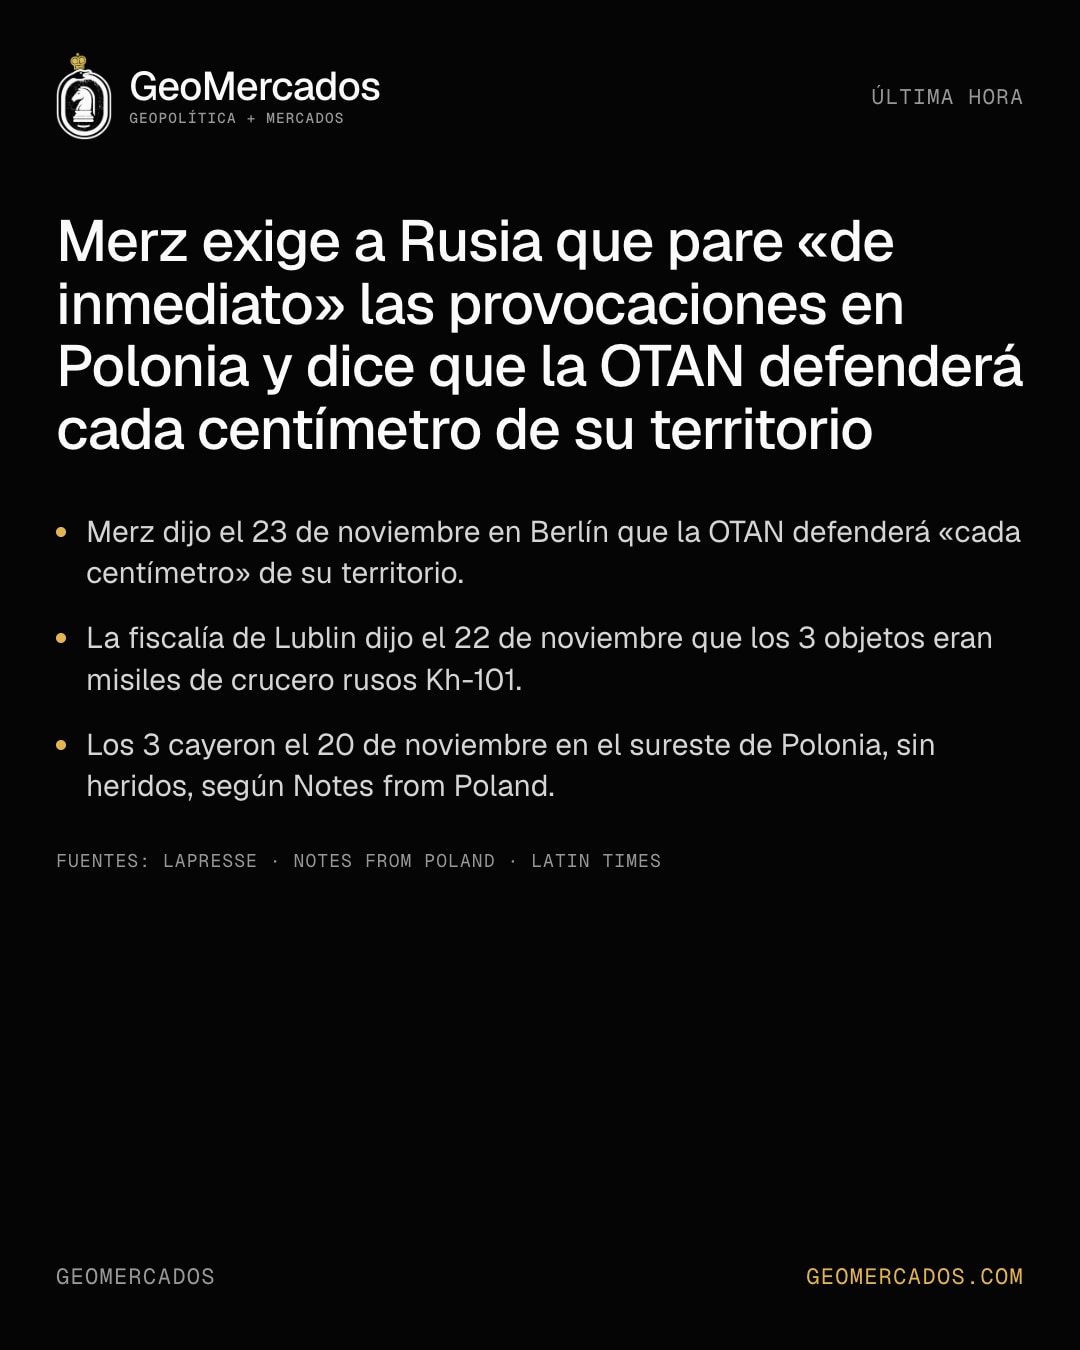 GeoMercados
GEOPOLÍTICA + MERCADOS
ÚLTIMA HORA
Merz exige a Rusia que pare «de
inmediato» las provocaciones en
Polonia y dice que la OTAN defenderá
cada centímetro de su territorio
• Merz dijo el 23 de noviembre en Berlín que la OTAN defenderá «cada
centímetro» de su territorio.
• La fiscalía de Lublin dijo el 22 de noviembre que los 3 objetos eran
misiles de crucero rusos Kh-101.
• Los 3 cayeron el 20 de noviembre en el sureste de Polonia, sin
heridos, según Notes from Poland.
FUENTES: LAPRESSE · NOTES FROM POLAND · LATIN TIMES
GEOMERCADOS
GEOMERCADOS.COM